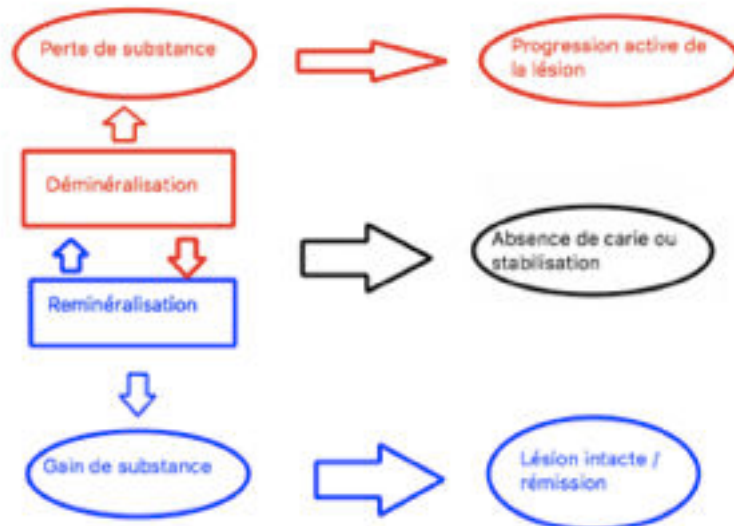 Perte de substance
Progression active de
la lésion
Déminéralisation
Absence de carie ou
stabilisation
Reminéralisation
Gain de substance
Lésion intacte /
rémission